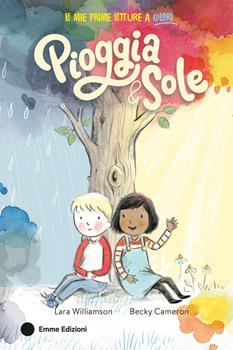 LE MIE PRIME LETTURE A COLORI
Pioggia
& Sole
Lara Williamson Becky Cameron
Emme Edizioni